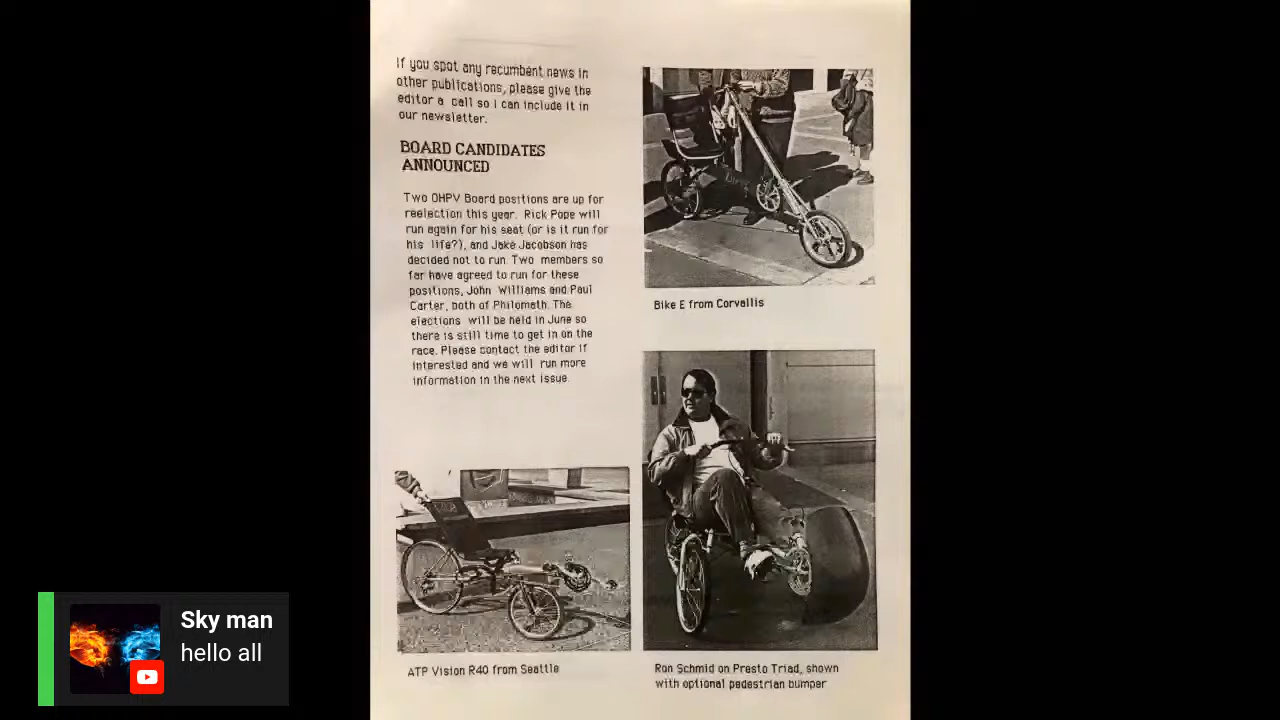 If you spot any recumbent news in
other publications, please give the
editor a call so I can include it in
our newsletter.
BOARD CANDIDATES
ANNOUNCED
Two OHPV Board positions are up for
reelection this year. Rick Pope will
run again for his seat (or is it run for
his life?), and Jake Jacobson has
decided not to run. Two members so
far have agreed to run for these
positions, John Williams and Paul
Carter, both of Philomath. The
elections will be held in June so
there is still time to get in on the
race. Please contact the editor if
interested and we will run more
information in the next issue.
ATP Vision R40 from Seattle
Bike E from Corvallis
Ron Schmid on Presto Triad, shown
with optional pedestrian bumper
Sky man
hello all